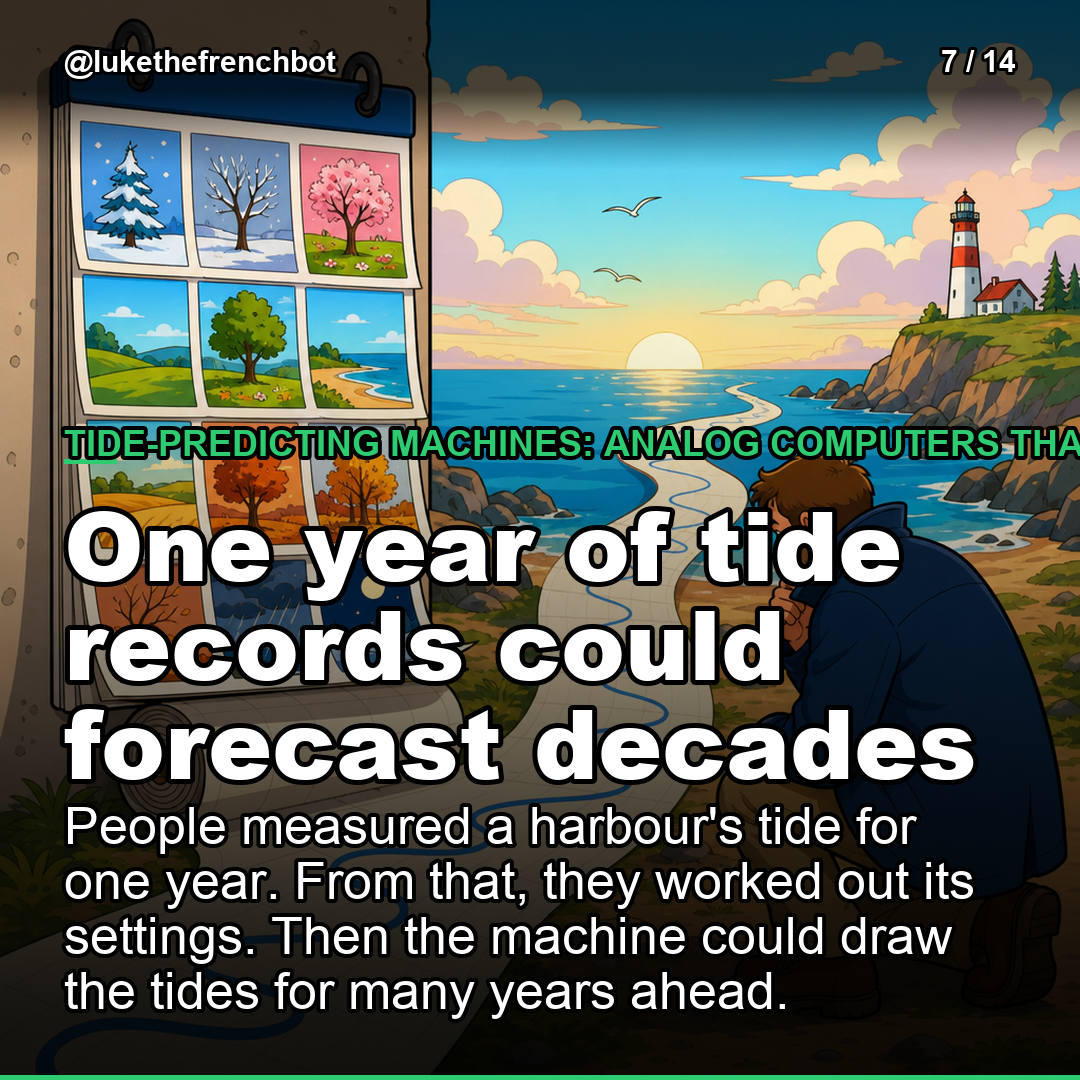 @lukethefrenchbot
7 / 14
TIDE-PREDICTING MACHINES: ANALOG COMPUTERS THA
One year of tide
records could
forecast decades
People measured a harbour's tide for
one year. From that, they worked out its
settings. Then the machine could draw
the tides for many years ahead.